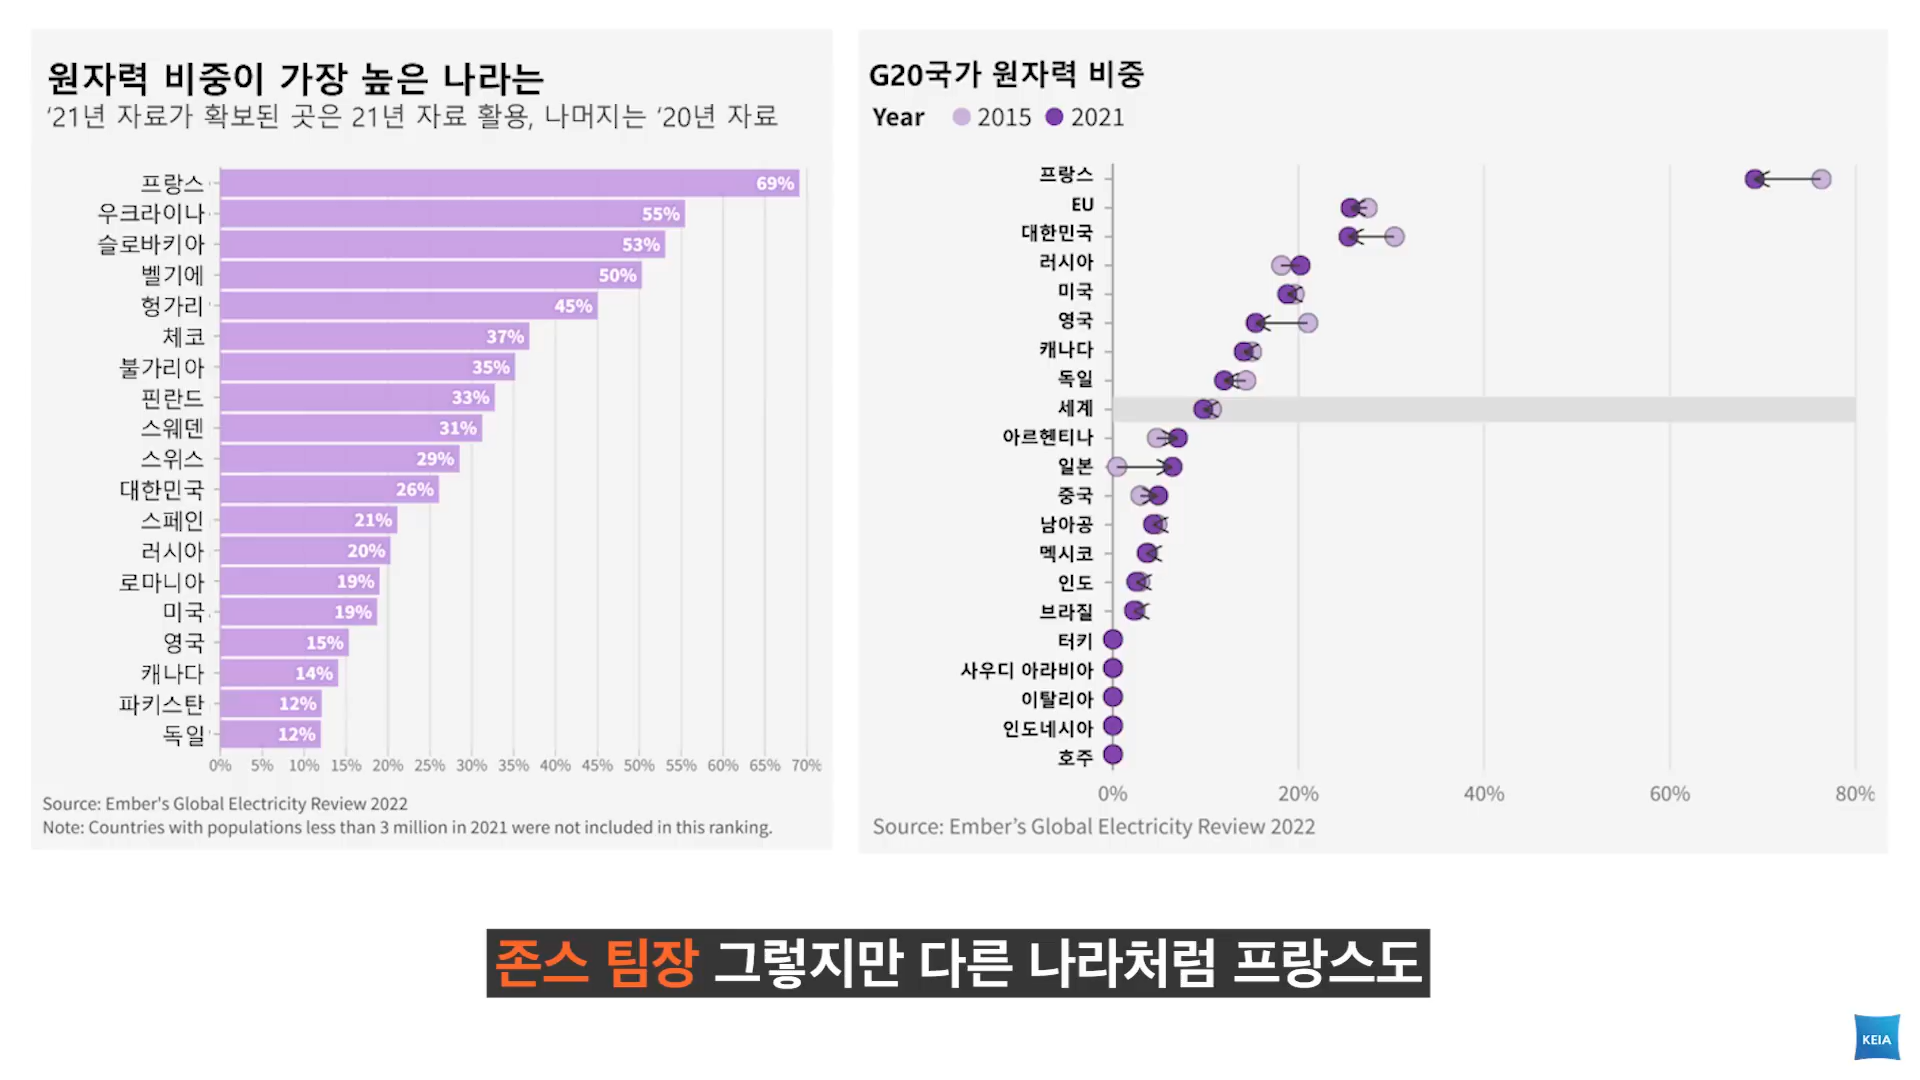 원자력 비중이 가장 높은 나라는
‘21년 자료가 확보된 곳은 21년 자료 활용, 나머지는 ‘20년 자료
프랑스 69%
우크라이나 55%
슬로바키아 53%
벨기에 50%
헝가리 45%
체코 37%
불가리아 35%
핀란드 33%
스웨덴 31%
스위스 29%
대한민국 26%
스페인 21%
러시아 20%
로마니아 19%
미국 19%
영국 15%
캐나다 14%
파키스탄 12%
독일 12%
0% 5% 10% 15% 20% 25% 30% 35% 40% 45% 50% 55% 60% 65% 70%
Source: Ember's Global Electricity Review 2022
Note: Countries with populations less than 3 million in 2021 were not included in this ranking.
G20국가 원자력 비중
Year 2015 2021
프랑스
EU
대한민국
러시아
미국
영국
캐나다
독일
세계
아르헨티나
일본
중국
남아공
멕시코
인도
브라질
터키
사우디 아라비아
이탈리아
인도네시아
호주
0% 20% 40% 60% 80%
Source: Ember’s Global Electricity Review 2022
존스 팀장 그렇지만 다른 나라처럼 프랑스도
KEIA